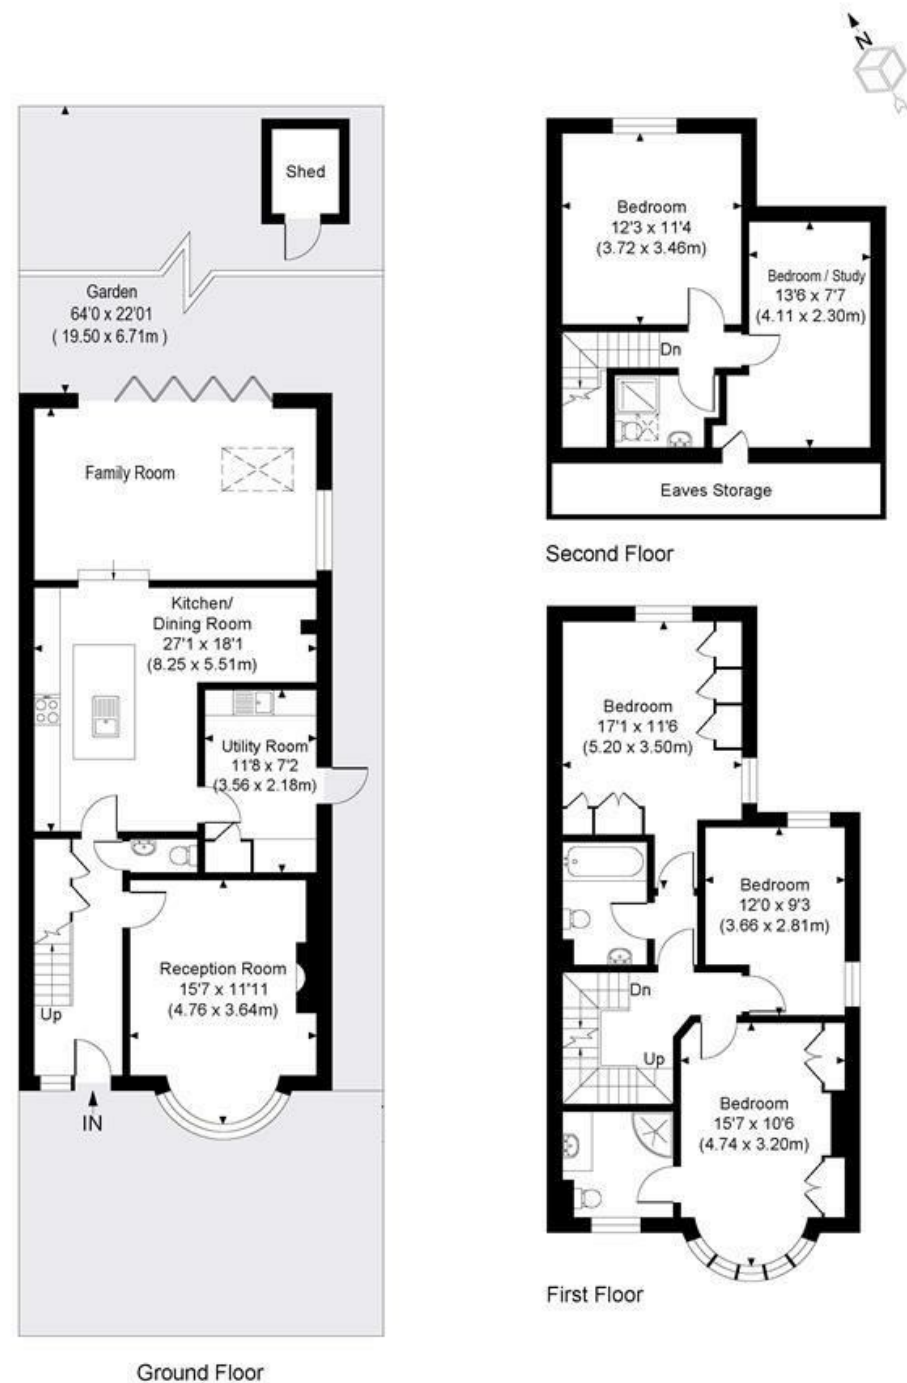 N
Shed
Garden
64'0 x 22'01
( 19.50 x 6.71m )
Family Room
Kitchen/
Dining Room
27'1 x 18'1
(8.25 x 5.51m)
Utility Room
11'8 x 7'2
(3.56 x 2.18m)
Reception Room
15'7 x 11'11
(4.76 x 3.64m)
Up
IN
Ground Floor
Bedroom
12'3 x 11'4
(3.72 x 3.46m)
Bedroom / Study
13'6 x 7'7
(4.11 x 2.30m)
Dn
Eaves Storage
Second Floor
Bedroom
17'1 x 11'6
(5.20 x 3.50m)
Bedroom
12'0 x 9'3
(3.66 x 2.81m)
Dn
Up
Bedroom
15'7 x 10'6
(4.74 x 3.20m)
First Floor